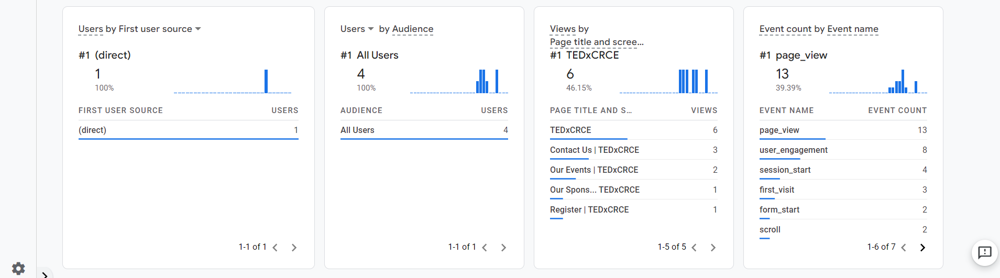 Users by First user source
#1 (direct)
1
100%
FIRST USER SOURCE USERS
(direct) 1
1-1 of 1
Users by Audience
#1 All Users
4
100%
AUDIENCE USERS
All Users 4
1-1 of 1
Views by
Page title and scree...
#1 TEDxCRCE
6
46.15%
PAGE TITLE AND S... VIEWS
TEDxCRCE 6
Contact Us | TEDxCRCE 3
Our Events | TEDxCRCE 2
Our Spons... TEDxCRCE 1
Register | TEDxCRCE 1
1-5 of 5
Event count by Event name
#1 page_view
13
39.39%
EVENT NAME EVENT COUNT
page_view 13
user_engagement 8
session_start 4
first_visit 3
form_start 2
scroll 2
1-6 of 7